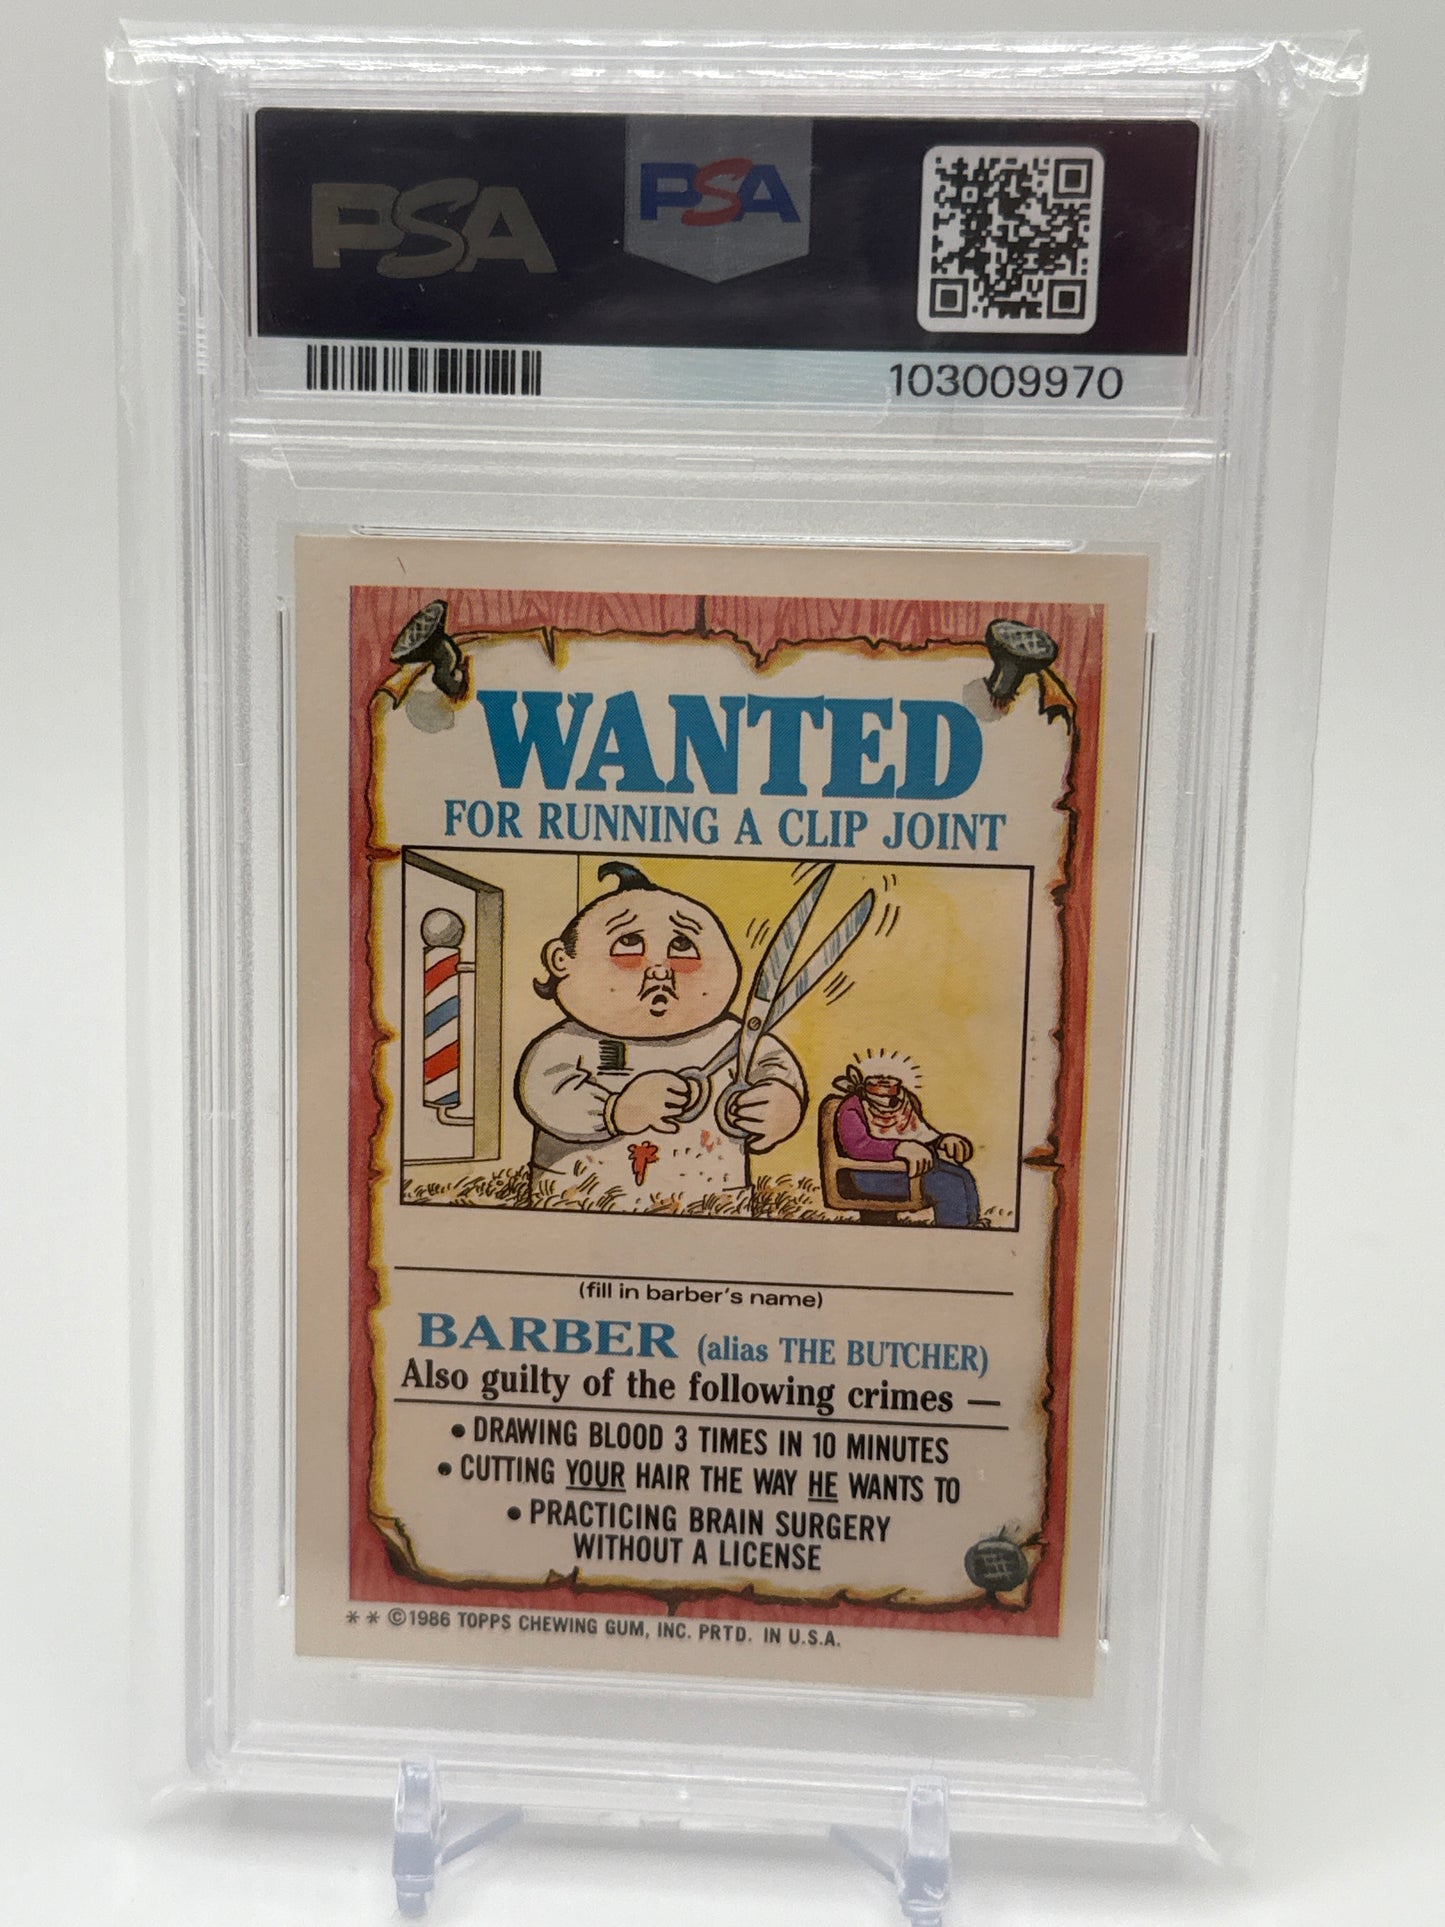 PSA
PSA
103009970
WANTED
FOR RUNNING A CLIP JOINT
(fill in barber's name)
BARBER (alias THE BUTCHER)
Also guilty of the following crimes —
• DRAWING BLOOD 3 TIMES IN 10 MINUTES
• CUTTING YOUR HAIR THE WAY HE WANTS TO
• PRACTICING BRAIN SURGERY
WITHOUT A LICENSE
** ©1986 TOPPS CHEWING GUM, INC. PRTD. IN U.S.A.